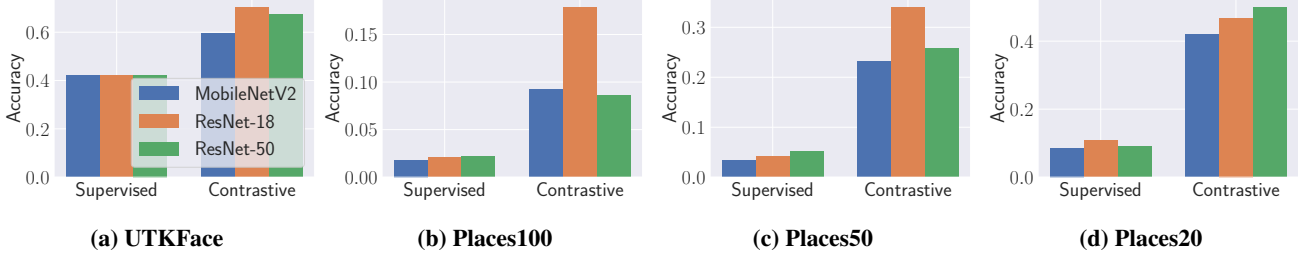 Accuracy
0.6
0.4
0.2
0.0
MobileNetV2
ResNet-18
ResNet-50
Supervised
Contrastive
(a) UTKFace
Accuracy
0.15
0.10
0.05
0.00
Supervised
Contrastive
(b) Places100
Accuracy
0.3
0.2
0.1
0.0
Supervised
Contrastive
(c) Places50
Accuracy
0.4
0.2
0.0
Supervised
Contrastive
(d) Places20